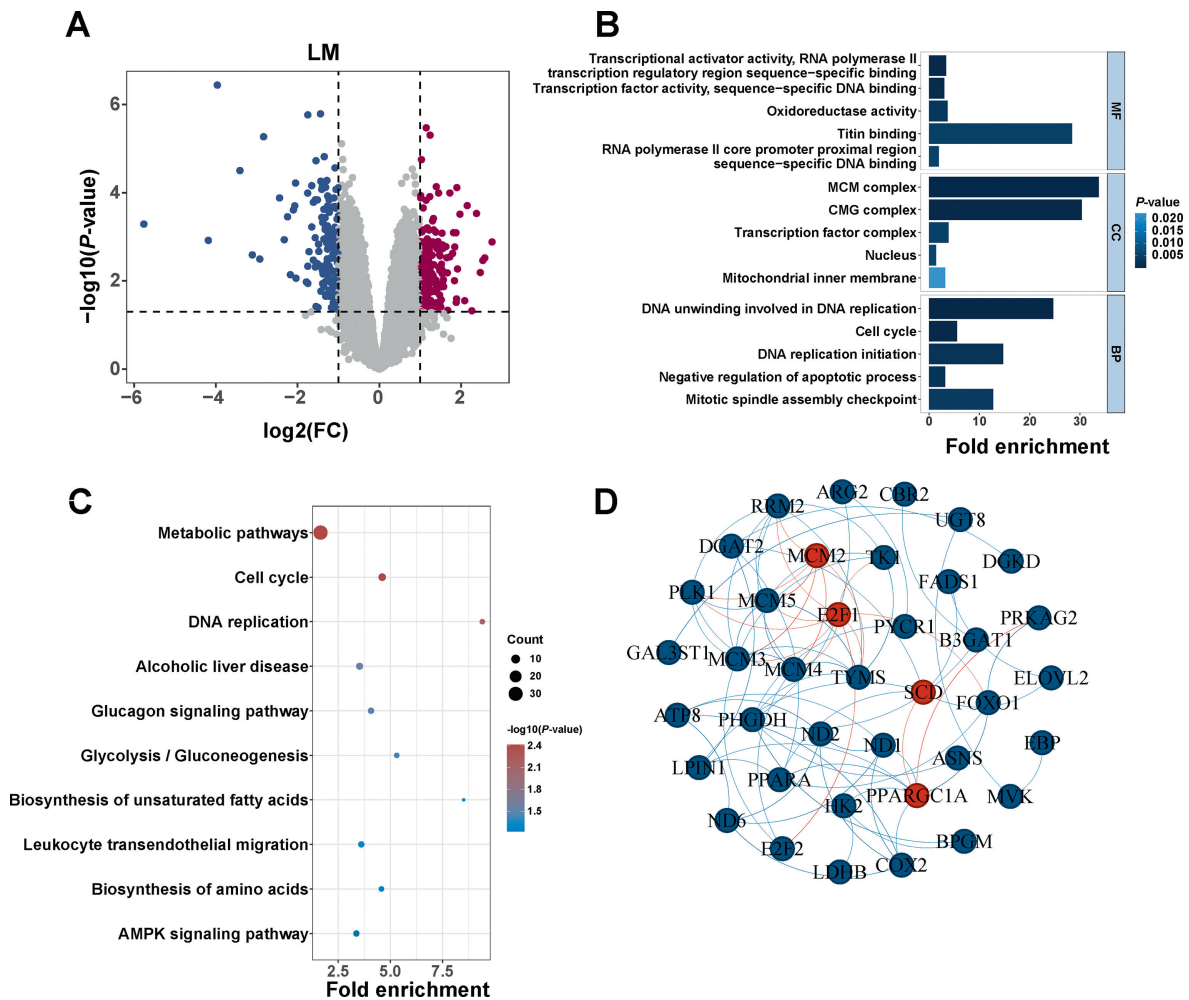 A
LM
6
4
2
0
−log10(P-value)
−6
−4
−2
0
2
log2(FC)
B
Transcriptional activator activity, RNA polymerase II
transcription regulatory region sequence−specific binding
Transcription factor activity, sequence−specific DNA binding
Oxidoreductase activity
Titin binding
RNA polymerase II core promoter proximal region
sequence−specific DNA binding
MF
MCM complex
CMG complex
Transcription factor complex
Nucleus
Mitochondrial inner membrane
CC
DNA unwinding involved in DNA replication
Cell cycle
DNA replication initiation
Negative regulation of apoptotic process
Mitotic spindle assembly checkpoint
BP
0
10
20
30
Fold enrichment
P-value
0.020
0.015
0.010
0.005
C
Metabolic pathways
Cell cycle
DNA replication
Alcoholic liver disease
Glucagon signaling pathway
Glycolysis / Gluconeogenesis
Biosynthesis of unsaturated fatty acids
Leukocyte transendothelial migration
Biosynthesis of amino acids
AMPK signaling pathway
2.5
5.0
7.5
Fold enrichment
Count
10
20
30
-log10(P-value)
2.4
2.1
1.8
1.5
D
ARG2
CBR2
RRM2
UGT8
DGAT2
MCM2
TK1
DGKD
FADS1
PLK1
MCM5
E2F1
PYCR1
PRKAG2
B3GAT1
GAL3ST1
MCM3
MCM4
TYMS
ELOVL2
SCD
FOXO1
ATP8
PHGDH
ND2
ND1
EBP
ASNS
LPIN1
PPARA
PPARGC1A
MVK
HK2
ND6
BPGM
E2F2
COX2
LDHB